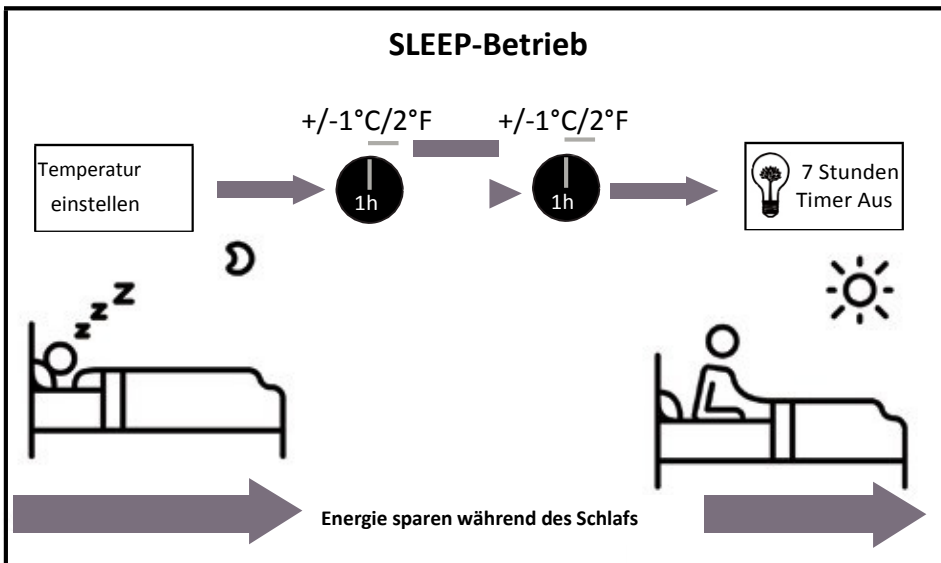 SLEEP-Betrieb
+/-1°C/2°F
+/-1°C/2°F
Temperatur
einstellen
1h
1h
7 Stunden
Timer Aus
z z Z
Energie sparen während des Schlafs